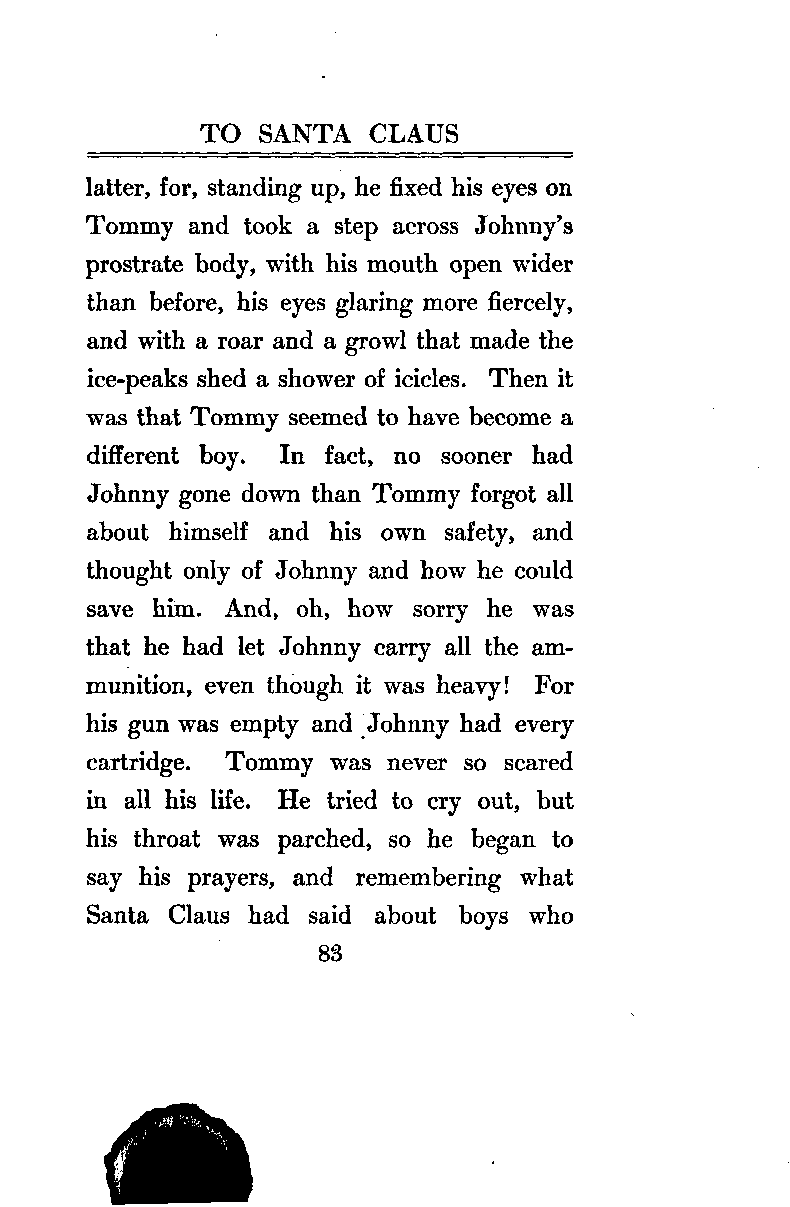 TO SANTA CLAUS
latter, for, standing up, he fixed his eyes on
Tommy and took a step across Johnny's
prostrate body, with his mouth open wider
than before, his eyes glaring more fiercely,
and with a roar and a growl that made the
ice-peaks shed a shower of icicles. Then it
was that Tommy seemed to have become a
different boy. In fact, no sooner had
Johnny gone down than Tommy forgot all
about himself and his own safety, and
thought only of Johnny and how he could
save him. And, oh, how sorry he was
that he had let Johnny carry all the am-
munition, even though it was heavy! For
his gun was empty and Johnny had every
cartridge. Tommy was never so scared
in all his life. He tried to cry out, but
his throat was parched, so he began to
say his prayers, and remembering what
Santa Claus had said about boys who
83